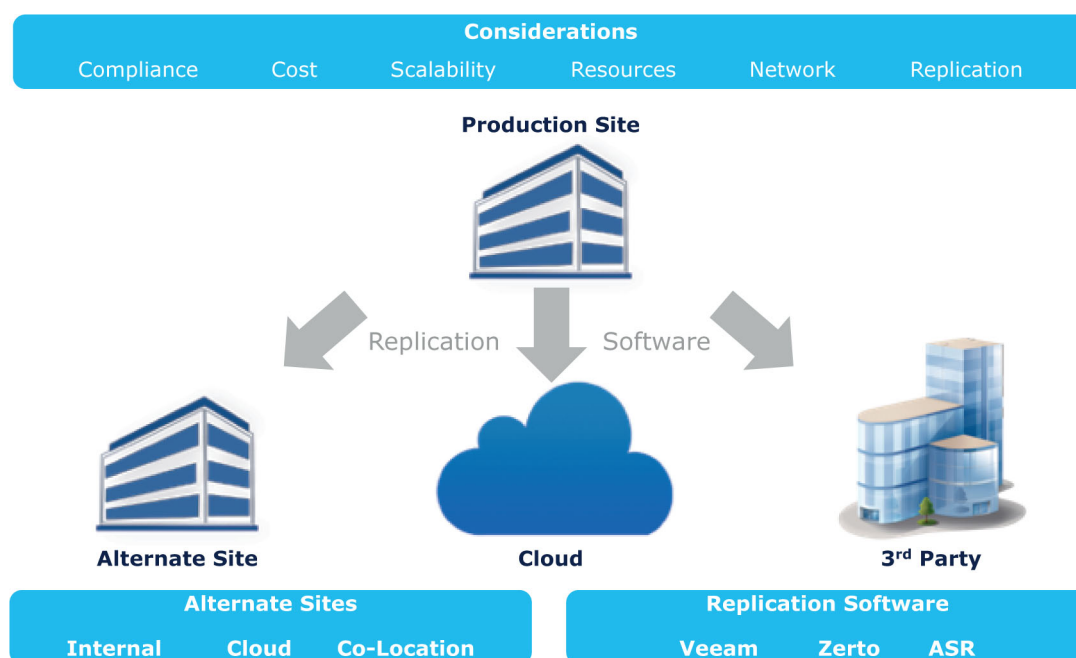 Considerations
Compliance Cost Scalability Resources Network Replication
Production Site
Replication Software
Alternate Site Cloud 3rd Party
Alternate Sites Replication Software
Internal Cloud Co-Location Veeam Zerto ASR